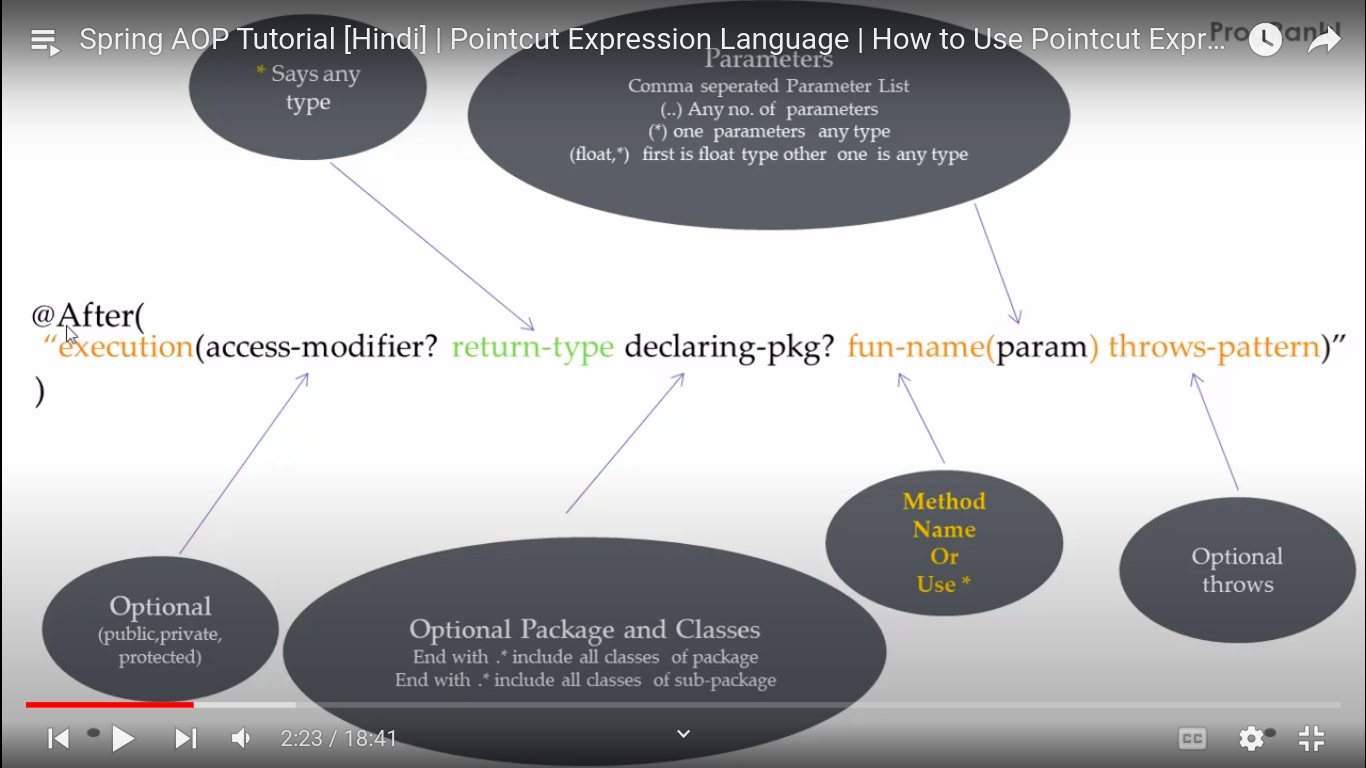 Spring AOP Tutorial [Hindi] | Pointcut Expression Language | How to Use Pointcut Expr...
* Says any
type
Parameters
Comma seperated Parameter List
(..) Any no. of parameters
(*) one parameters any type
(float,*) first is float type other one is any type
@After(
“execution(access-modifier? return-type declaring-pkg? fun-name(param) throws-pattern)”
)
Optional
(public,private,
protected)
Optional Package and Classes
End with .* include all classes of package
End with .* include all classes of sub-package
Method
Name
Or
Use *
Optional
throws
2:23 / 18:41
CC